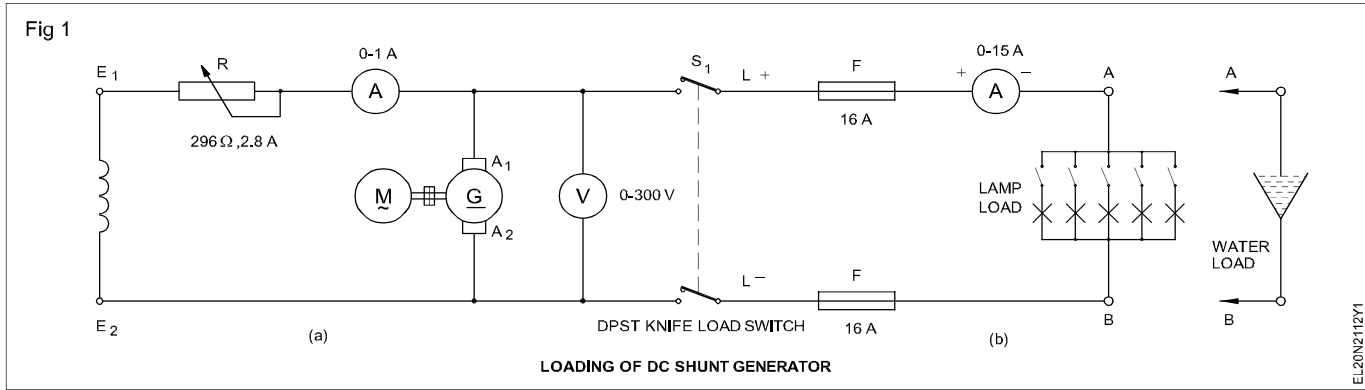 Fig 1
0-1 A
0-15 A
E1
R
S1
L +
F
+
–
A
A
A
A
296 Ω ,2.8 A
16 A
A1
M
~
G
V
0-300 V
LAMP
LOAD
A2
WATER
LOAD
L –
F
E2
(a)
DPST KNIFE LOAD SWITCH
16 A
(b)
B
B
LOADING OF DC SHUNT GENERATOR
EL20N2112Y1